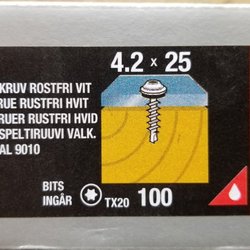 4.2 x 25
KRUV ROSTFRI VIT
RUE RUSTFRI HVIT
RUER RUSTFRI HVID
SPELTIRUUVI VALK.
AL 9010
BITS
INGÅR TX20 100